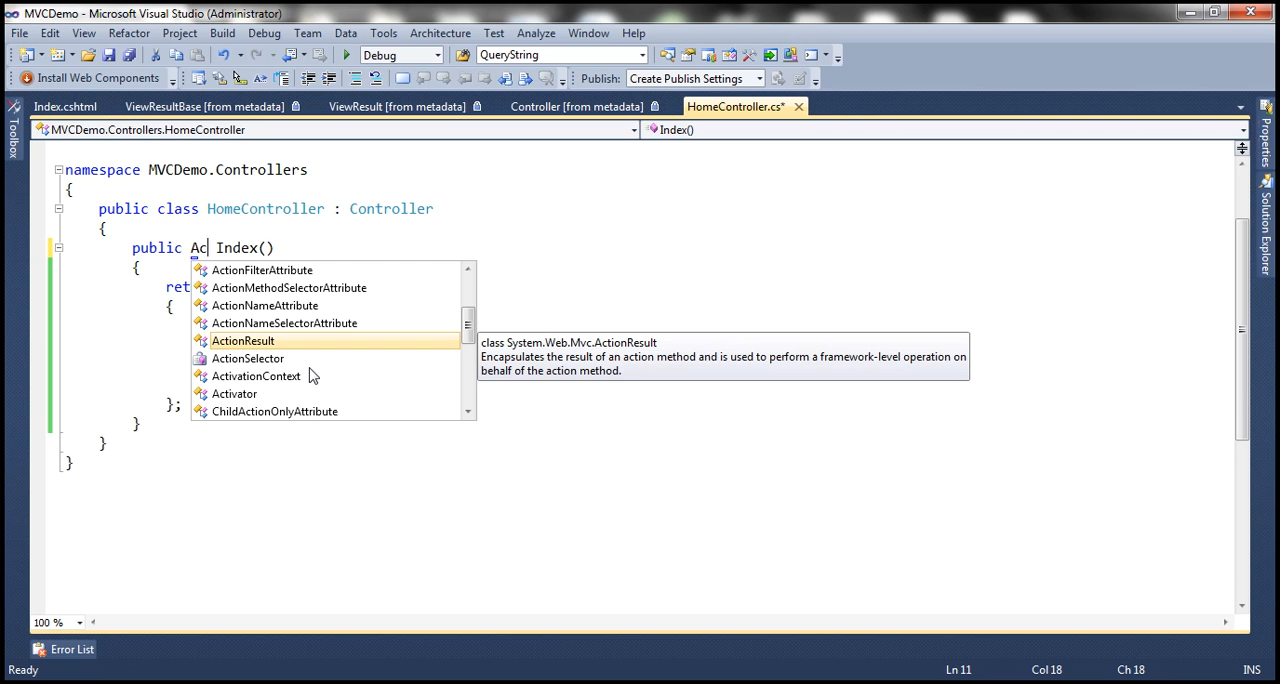 MVCDemo - Microsoft Visual Studio (Administrator)
File Edit View Refactor Project Build Debug Team Data Tools Architecture Test Analyze Window Help
Debug QueryString
Install Web Components Publish: Create Publish Settings
Index.cshtml ViewResultBase [from metadata] ViewResult [from metadata] Controller [from metadata] HomeController.cs*
MVCDemo.Controllers.HomeController Index()
Toolbox
Properties
Solution Explorer
namespace MVCDemo.Controllers
{
public class HomeController : Controller
{
public Ac Index()
{
ret
{
};
}
}
}
ActionFilterAttribute
ActionMethodSelectorAttribute
ActionNameAttribute
ActionNameSelectorAttribute
ActionResult
ActionSelector
ActivationContext
Activator
ChildActionOnlyAttribute
class System.Web.Mvc.ActionResult
Encapsulates the result of an action method and is used to perform a framework-level operation on
behalf of the action method.
100 %
Error List
Ready Ln 11 Col 18 Ch 18 INS